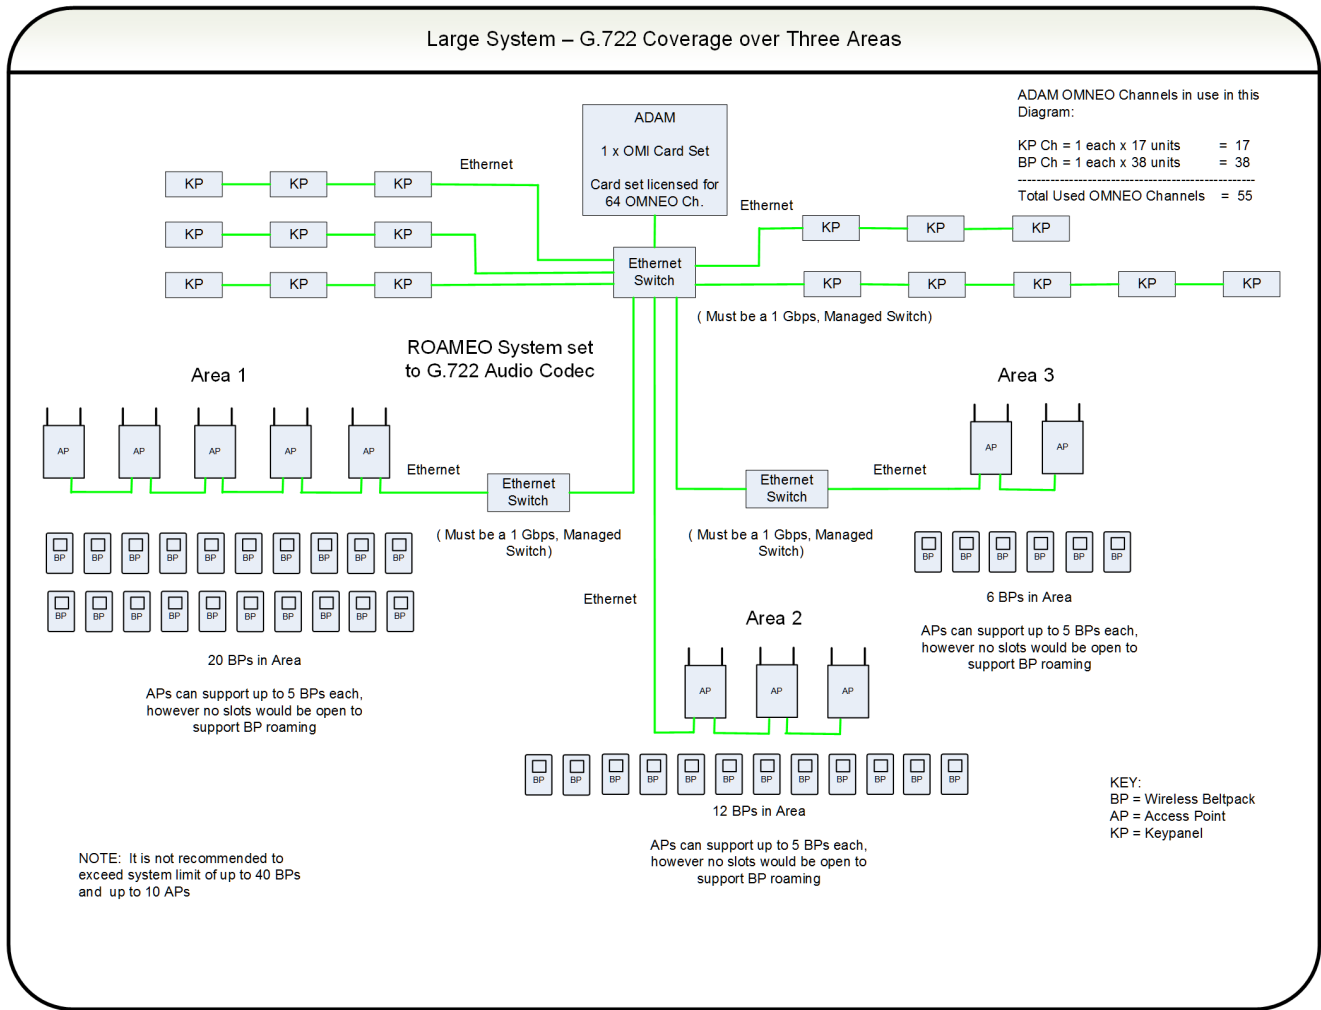 Large System – G.722 Coverage over Three Areas
ADAM OMNEO Channels in use in this
Diagram:
KP Ch = 1 each x 17 units = 17
BP Ch = 1 each x 38 units = 38
------------------------------------------------------
Total Used OMNEO Channels = 55
ADAM
1 x OMI Card Set
Card set licensed for
64 OMNEO Ch.
Ethernet
KP KP KP
KP KP KP
KP KP KP
Ethernet
Switch
( Must be a 1 Gbps, Managed Switch)
Ethernet
KP KP KP
KP KP KP KP KP
ROAMEO System set
to G.722 Audio Codec
Area 1
AP AP AP AP AP
Ethernet
Ethernet
Switch
( Must be a 1 Gbps, Managed
Switch)
BP BP BP BP BP BP BP BP BP BP
BP BP BP BP BP BP BP BP BP BP
20 BPs in Area
APs can support up to 5 BPs each,
however no slots would be open to
support BP roaming
Area 3
AP AP
Ethernet
Ethernet
Switch
( Must be a 1 Gbps, Managed
Switch)
BP BP BP BP BP BP
6 BPs in Area
APs can support up to 5 BPs each,
however no slots would be open to
support BP roaming
Ethernet
Area 2
AP AP AP
BP BP BP BP BP BP BP BP BP BP BP BP
12 BPs in Area
APs can support up to 5 BPs each,
however no slots would be open to
support BP roaming
NOTE: It is not recommended to
exceed system limit of up to 40 BPs
and up to 10 APs
KEY:
BP = Wireless Beltpack
AP = Access Point
KP = Keypanel